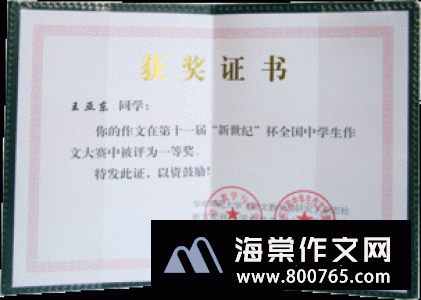 获奖证书
王亚东 同学：
你的作文在第十一届“新世纪”杯全国中学生作
文大赛中被评为一等奖。
特发此证，以资鼓励！
海棠作文网
www.800765.com